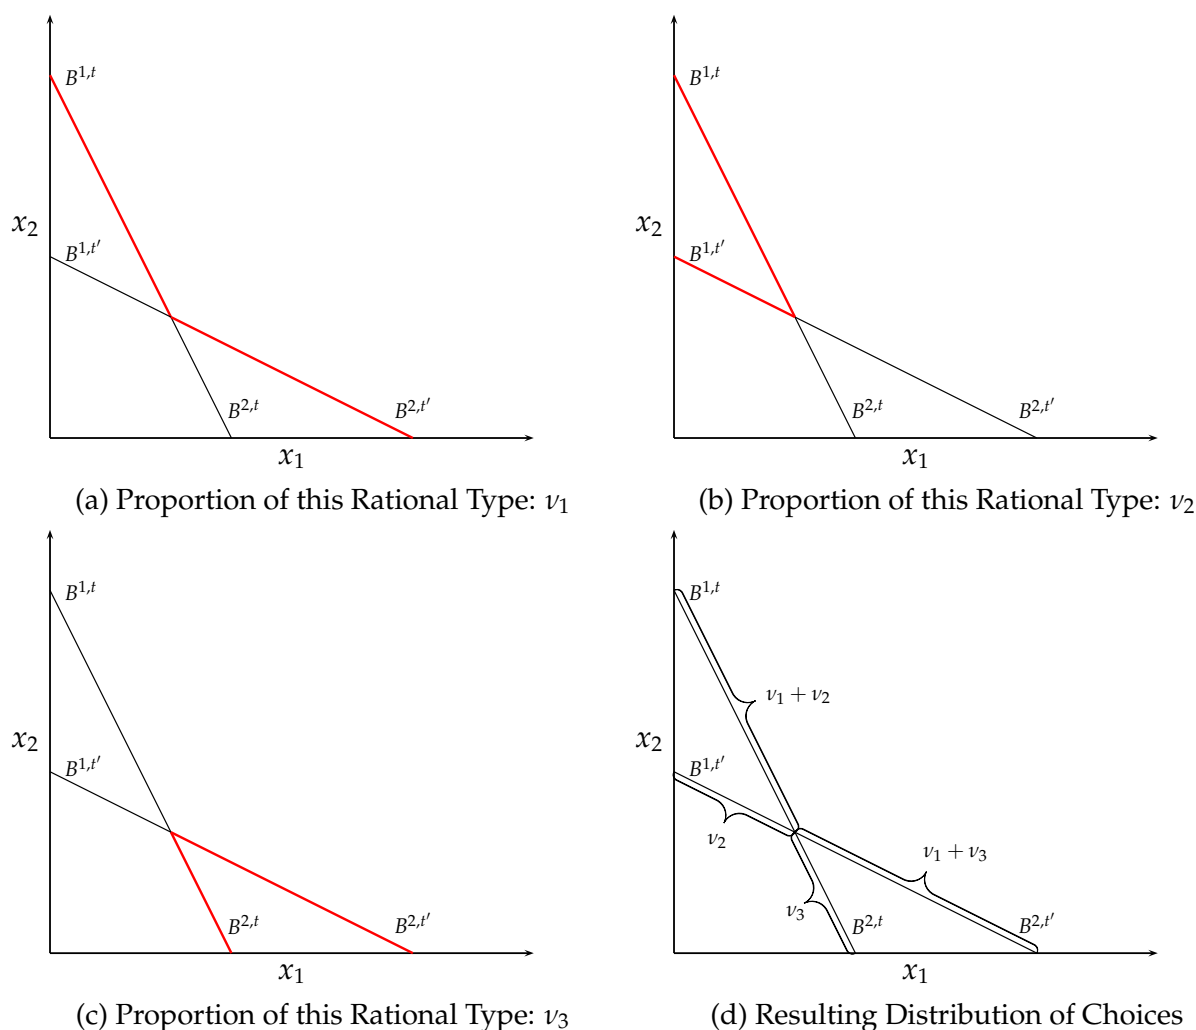 B^{1,t}
x_2
B^{1,t'}
B^{2,t}
B^{2,t'}
x_1
(a) Proportion of this Rational Type: ν_1
B^{1,t}
x_2
B^{1,t'}
B^{2,t}
B^{2,t'}
x_1
(b) Proportion of this Rational Type: ν_2
B^{1,t}
x_2
B^{1,t'}
B^{2,t}
B^{2,t'}
x_1
(c) Proportion of this Rational Type: ν_3
B^{1,t}
ν_1 + ν_2
x_2
B^{1,t'}
ν_2
ν_1 + ν_3
ν_3
B^{2,t}
B^{2,t'}
x_1
(d) Resulting Distribution of Choices